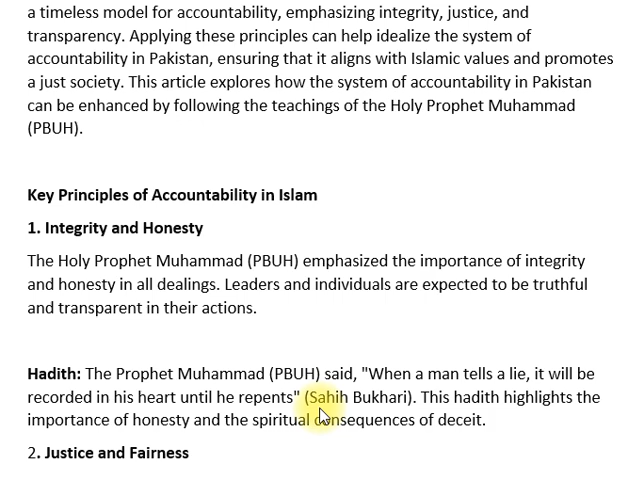 a timeless model for accountability, emphasizing integrity, justice, and
transparency. Applying these principles can help idealize the system of
accountability in Pakistan, ensuring that it aligns with Islamic values and promotes
a just society. This article explores how the system of accountability in Pakistan
can be enhanced by following the teachings of the Holy Prophet Muhammad
(PBUH).
Key Principles of Accountability in Islam
1. Integrity and Honesty
The Holy Prophet Muhammad (PBUH) emphasized the importance of integrity
and honesty in all dealings. Leaders and individuals are expected to be truthful
and transparent in their actions.
Hadith: The Prophet Muhammad (PBUH) said, "When a man tells a lie, it will be
recorded in his heart until he repents" (Sahih Bukhari). This hadith highlights the
importance of honesty and the spiritual consequences of deceit.
2. Justice and Fairness